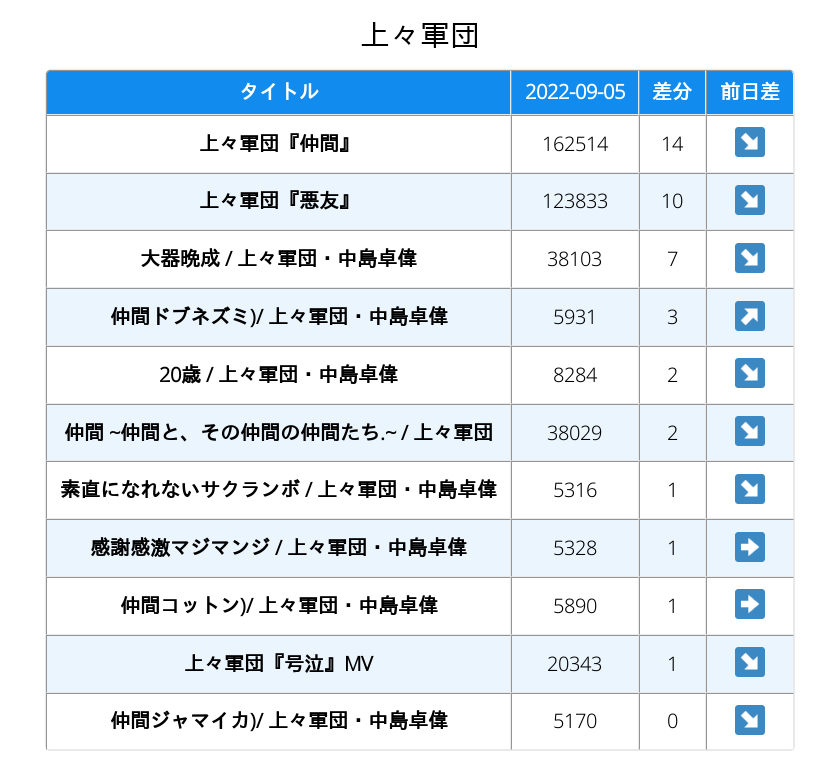 上々軍団
タイトル 2022-09-05 差分 前日差
上々軍団『仲間』 162514 14 ↘
上々軍団『悪友』 123833 10 ↘
大器晩成 / 上々軍団・中島卓偉 38103 7 ↘
仲間ドブネズミ)/ 上々軍団・中島卓偉 5931 3 ↗
20歳 / 上々軍団・中島卓偉 8284 2 ↘
仲間 ~仲間と、その仲間の仲間たち.~ / 上々軍団 38029 2 ↘
素直になれないサクランボ / 上々軍団・中島卓偉 5316 1 ↘
感謝感激マジマンジ / 上々軍団・中島卓偉 5328 1 ➡
仲間コットン)/ 上々軍団・中島卓偉 5890 1 ➡
上々軍団『号泣』MV 20343 1 ↘
仲間ジャマイカ)/ 上々軍団・中島卓偉 5170 0 ↘